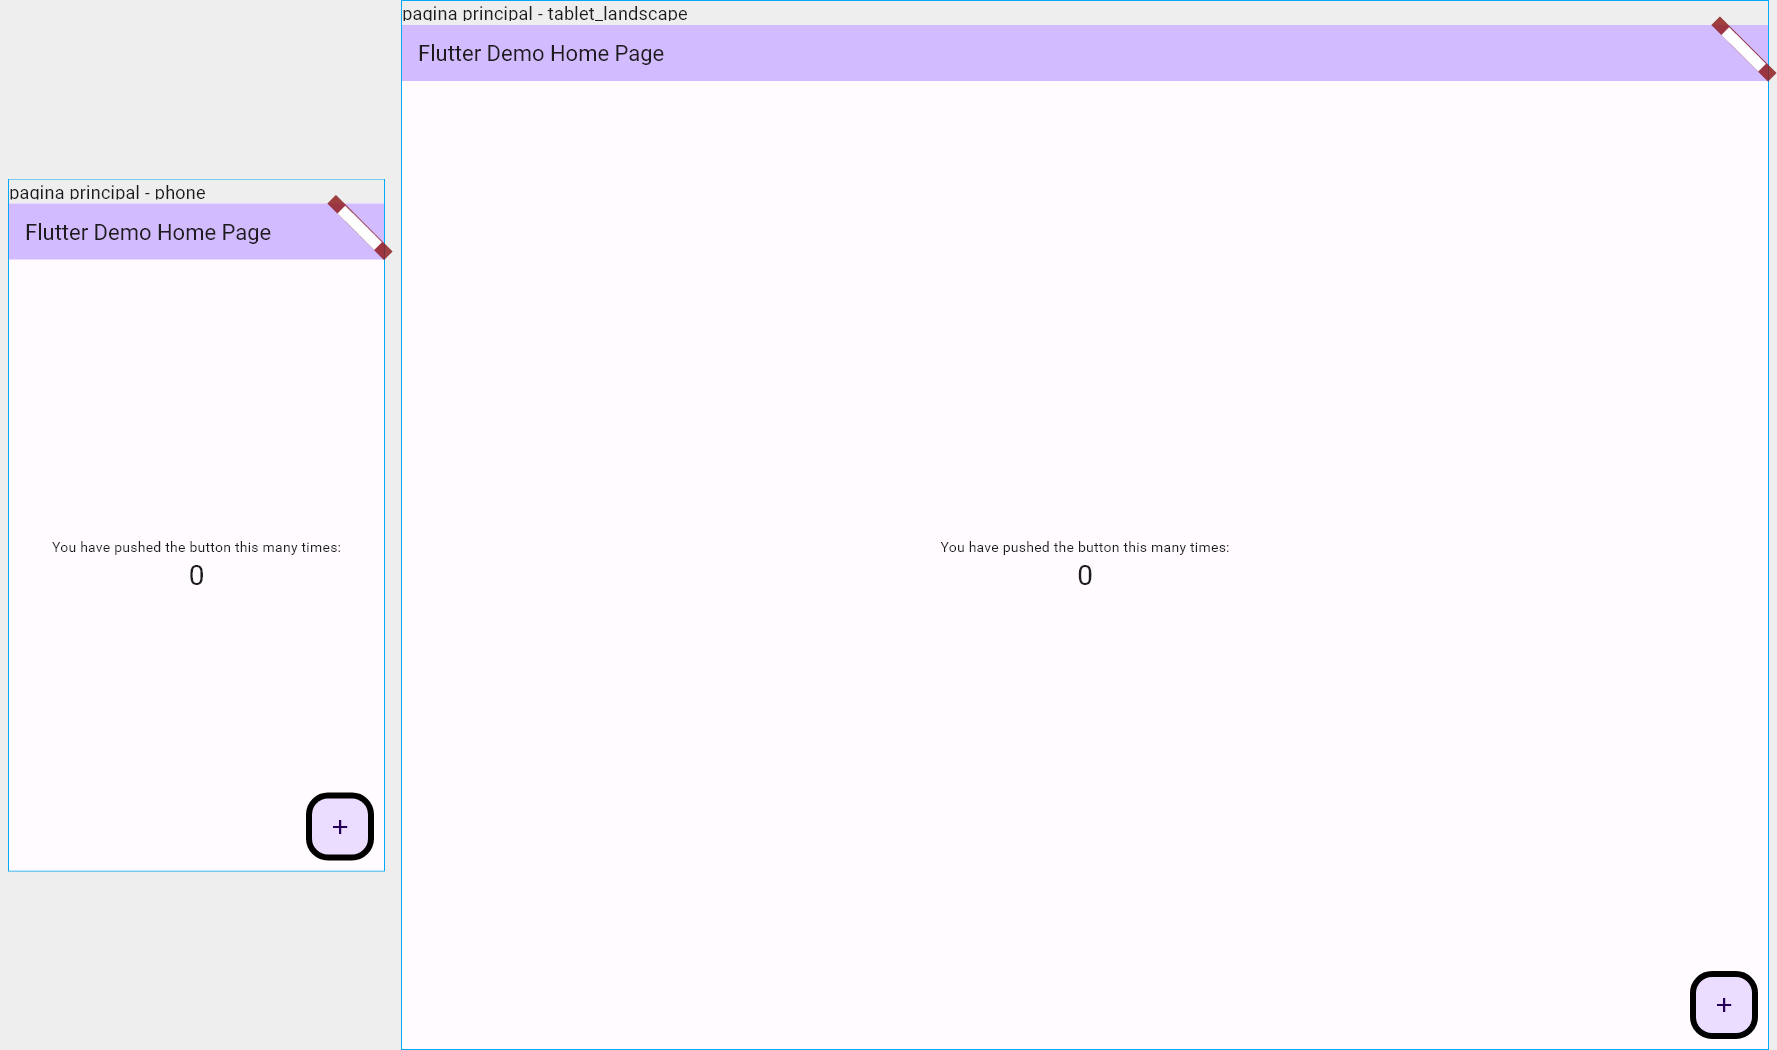 pagina principal - phone
Flutter Demo Home Page
You have pushed the button this many times:
0
+
pagina principal - tablet_landscape
Flutter Demo Home Page
You have pushed the button this many times:
0
+